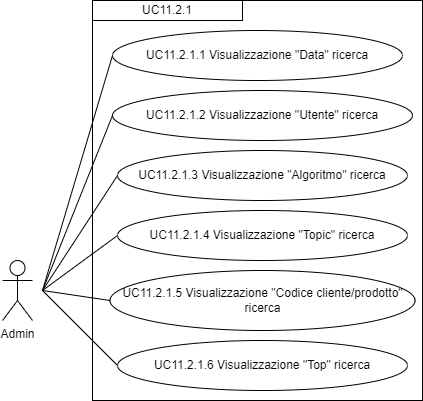 UC11.2.1
UC11.2.1.1 Visualizzazione "Data" ricerca
UC11.2.1.2 Visualizzazione "Utente" ricerca
UC11.2.1.3 Visualizzazione "Algoritmo" ricerca
UC11.2.1.4 Visualizzazione "Topic" ricerca
UC11.2.1.5 Visualizzazione "Codice cliente/prodotto"
ricerca
UC11.2.1.6 Visualizzazione "Top" ricerca
Admin